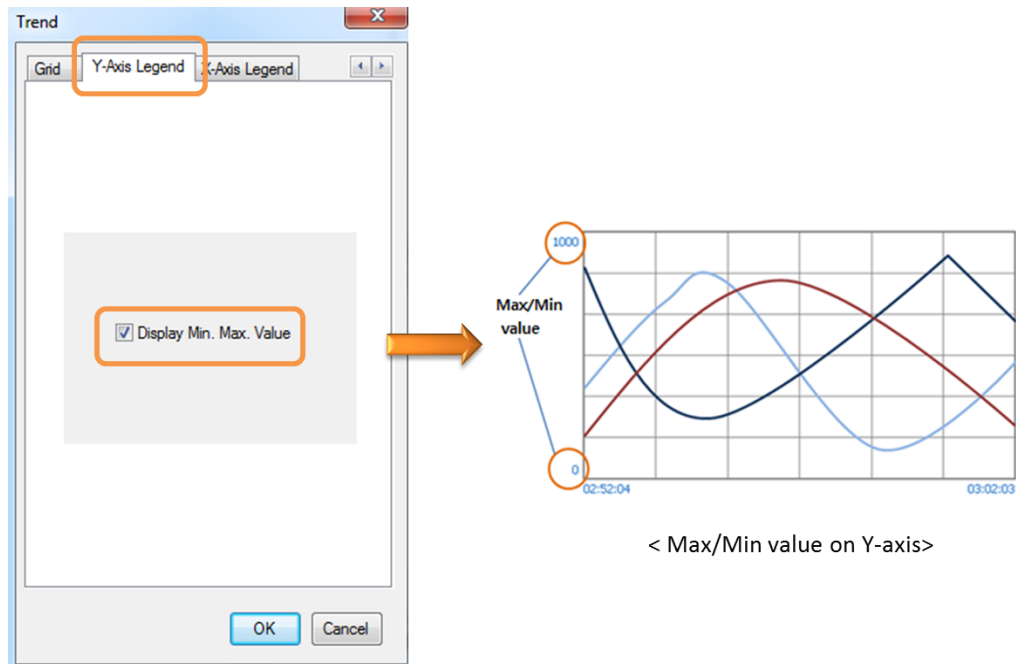 Trend
Grid
Y-Axis Legend
X-Axis Legend
Display Min. Max. Value
OK
Cancel
1000
Max/Min
value
0
02:52:04
03:02:03
< Max/Min value on Y-axis>